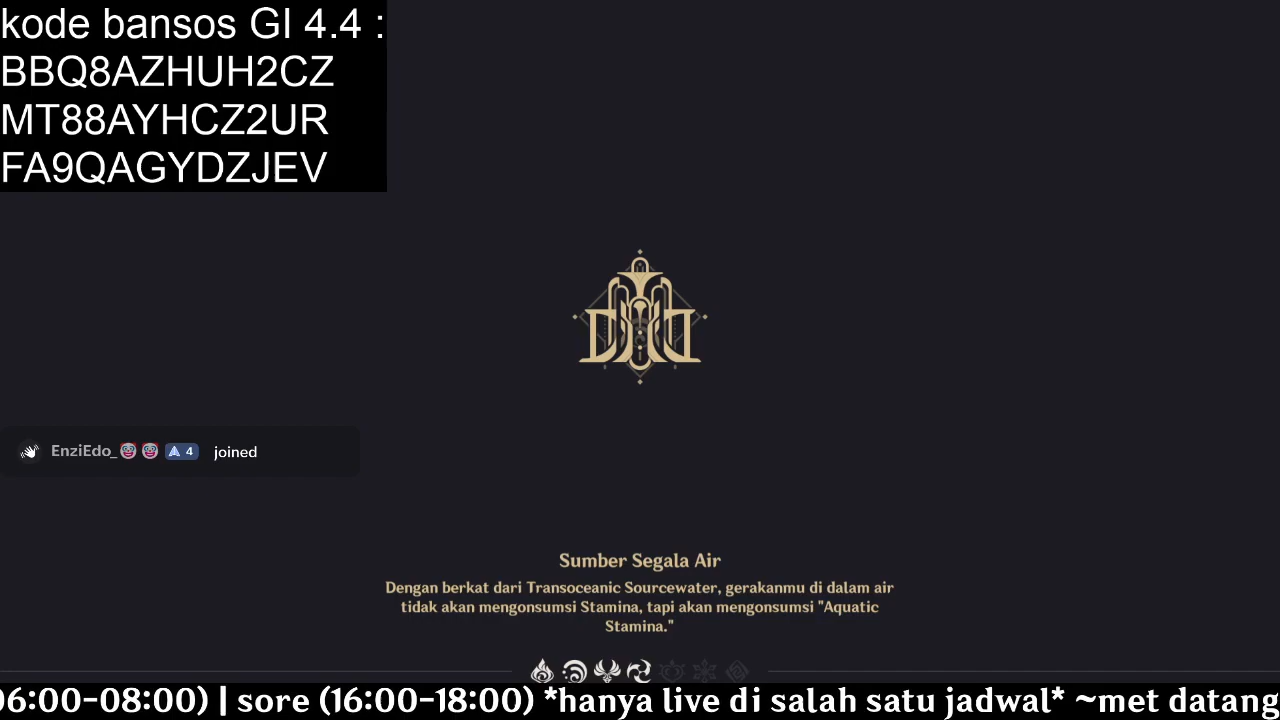 kode bansos GI 4.4 :
BBQ8AZHUH2CZ
MT88AYHCZ2UR
FA9QAGYDZJEV
EnziEdo_ 4 joined
Sumber Segala Air
Dengan berkat dari Transoceanic Sourcewater, gerakanmu di dalam air
tidak akan mengonsumsi Stamina, tapi akan mengonsumsi "Aquatic
Stamina."
06:00-08:00) | sore (16:00-18:00) *hanya live di salah satu jadwal* ~met datang